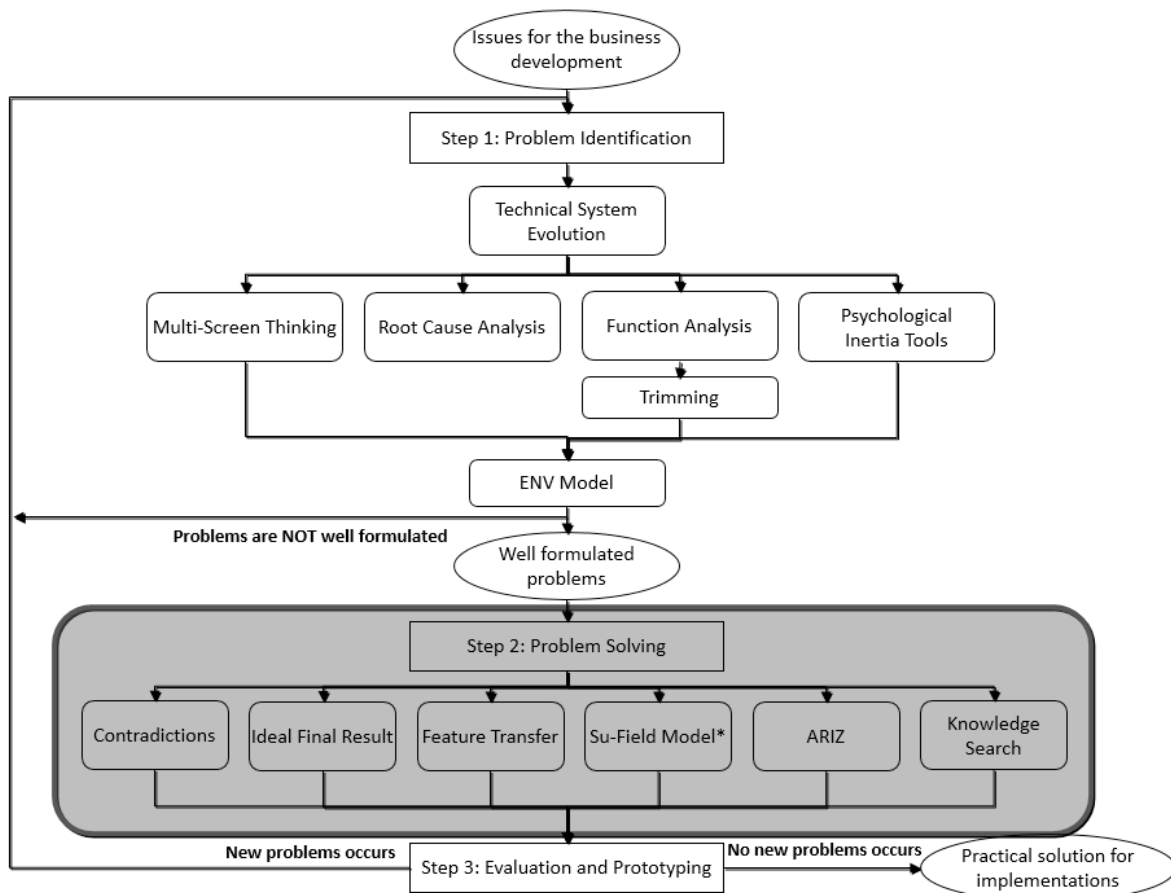 Issues for the business
development
Step 1: Problem Identification
Technical System
Evolution
Multi-Screen Thinking
Root Cause Analysis
Function Analysis
Psychological
Inertia Tools
Trimming
ENV Model
Problems are NOT well formulated
Well formulated
problems
Step 2: Problem Solving
Contradictions
Ideal Final Result
Feature Transfer
Su-Field Model*
ARIZ
Knowledge
Search
New problems occurs
Step 3: Evaluation and Prototyping
No new problems occurs
Practical solution for
implementations